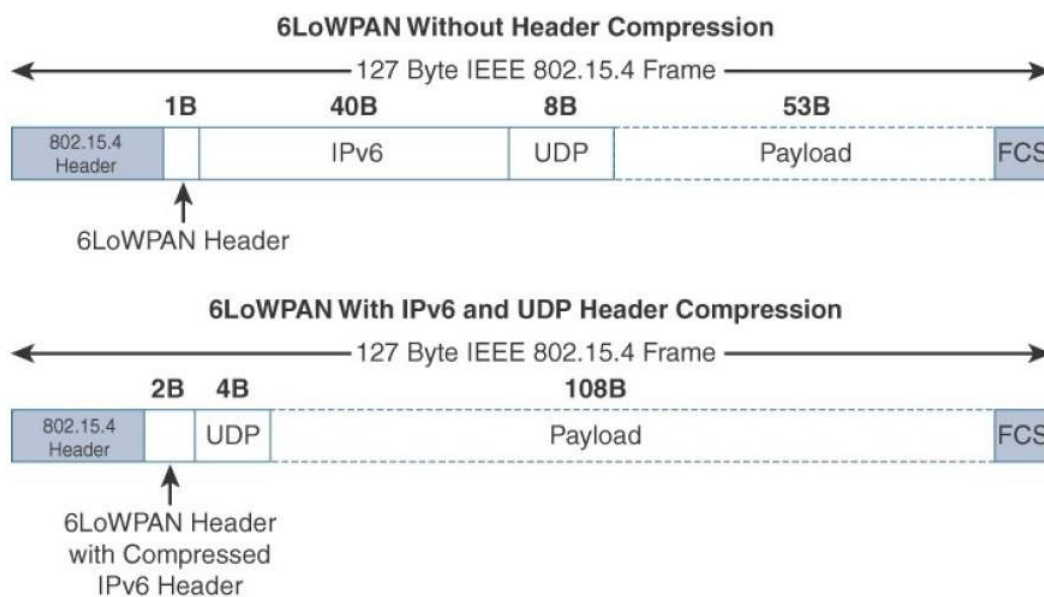 6LoWPAN Without Header Compression
127 Byte IEEE 802.15.4 Frame
1B 40B 8B 53B
802.15.4
Header
IPv6 UDP Payload FCS
6LoWPAN Header
6LoWPAN With IPv6 and UDP Header Compression
127 Byte IEEE 802.15.4 Frame
2B 4B 108B
802.15.4
Header
UDP Payload FCS
6LoWPAN Header
with Compressed
IPv6 Header